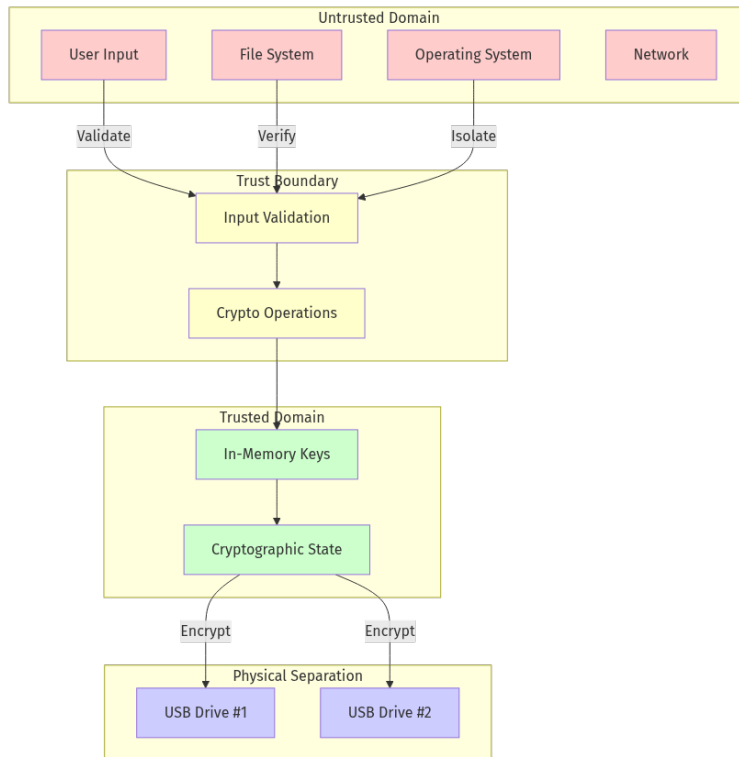 Untrusted Domain
User Input
File System
Operating System
Network
Validate
Verify
Isolate
Trust Boundary
Input Validation
Crypto Operations
Trusted Domain
In-Memory Keys
Cryptographic State
Encrypt
Encrypt
Physical Separation
USB Drive #1
USB Drive #2